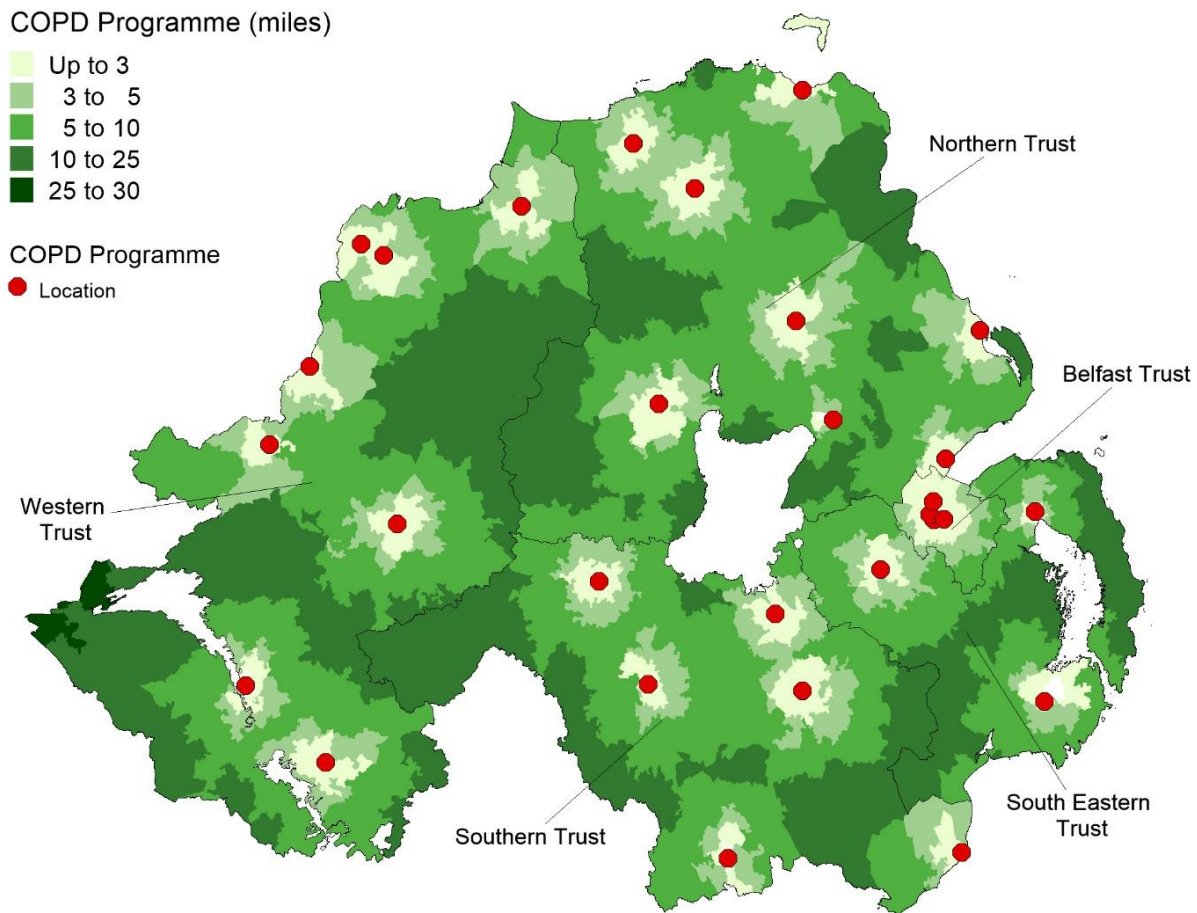 COPD Programme (miles)
Up to 3
3 to 5
5 to 10
10 to 25
25 to 30
COPD Programme
Location
Northern Trust
Belfast Trust
Western
Trust
Southern Trust
South Eastern
Trust